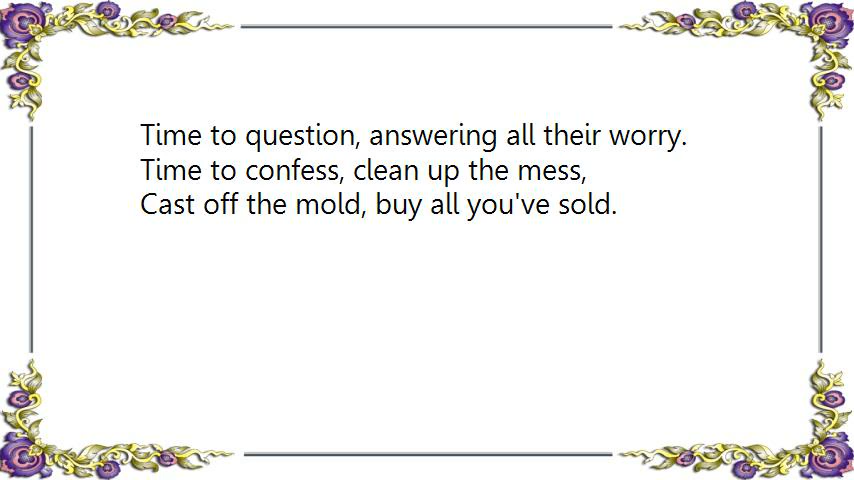 Time to question, answering all their worry.
Time to confess, clean up the mess,
Cast off the mold, buy all you've sold.